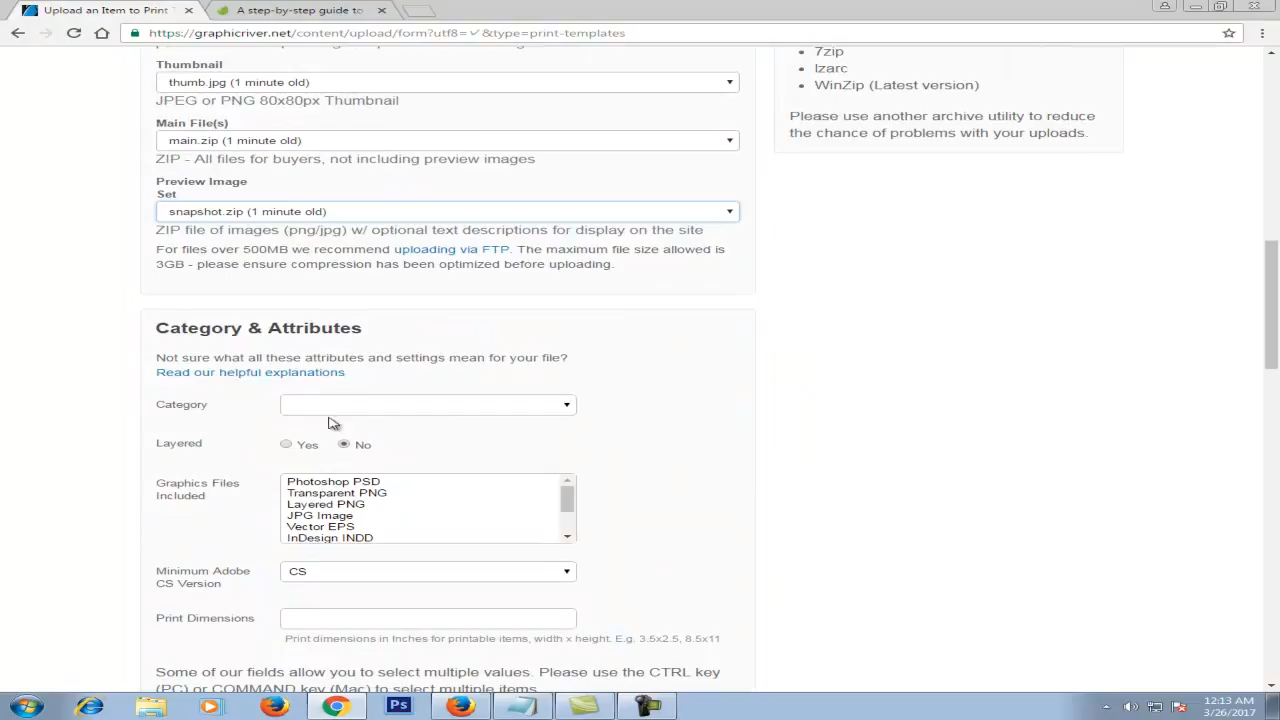 Upload an Item to Print
A step-by-step guide to
https://graphicriver.net/content/upload/form?utf8=✓&type=print-templates
7zip
Thumbnail
Izarc
thumb.jpg (1 minute old)
WinZip (Latest version)
JPEG or PNG 80x80px Thumbnail
Please use another archive utility to reduce
Main File(s)
the chance of problems with your uploads.
main.zip (1 minute old)
ZIP - All files for buyers, not including preview images
Preview Image
Set
snapshot.zip (1 minute old)
ZIP file of images (png/jpg) w/ optional text descriptions for display on the site
For files over 500MB we recommend uploading via FTP. The maximum file size allowed is
3GB - please ensure compression has been optimized before uploading.
Category & Attributes
Not sure what all these attributes and settings mean for your file?
Read our helpful explanations
Category
Layered
Yes
No
Graphics Files
Included
Photoshop PSD
Transparent PNG
Layered PNG
JPG Image
Vector EPS
InDesign INDD
Minimum Adobe
CS Version
CS
Print Dimensions
Print dimensions in Inches for printable items, width x height. E.g. 3.5x2.5, 8.5x11
Some of our fields allow you to select multiple values. Please use the CTRL key
(PC) or COMMAND key (Mac) to select multiple items.
Ps
12:13 AM
3/26/2017